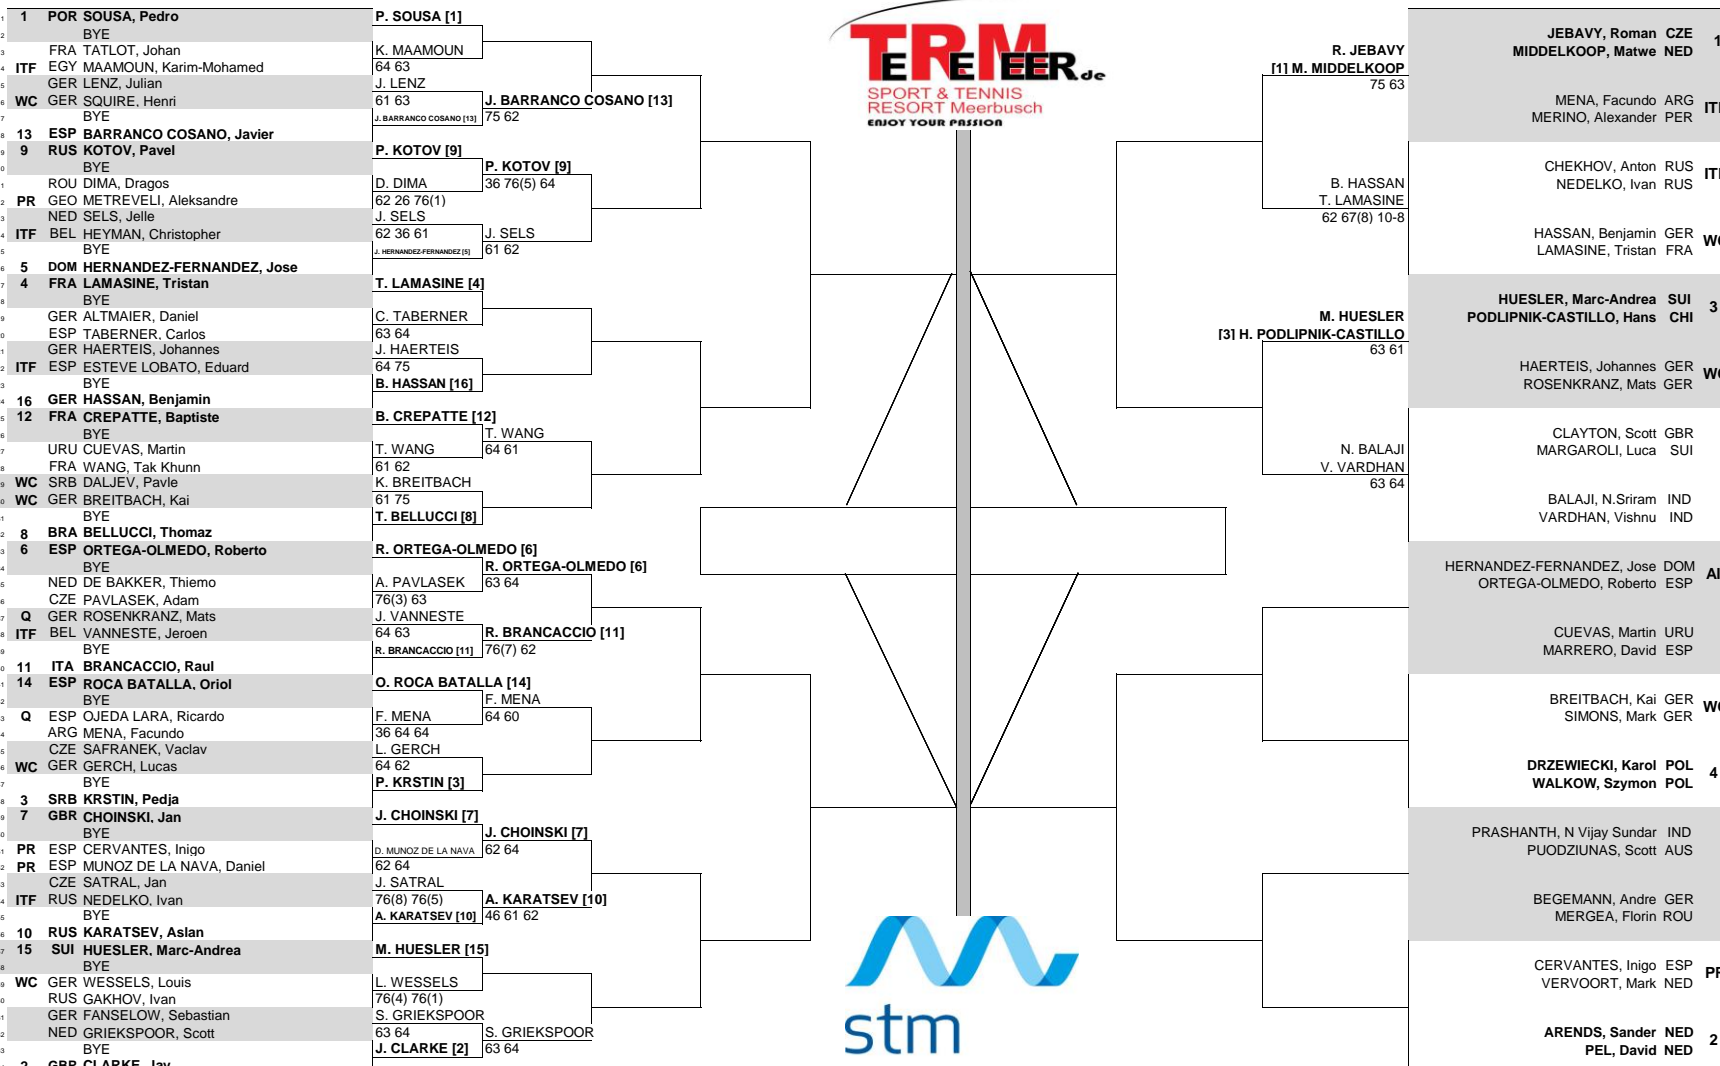 1 POR SOUSA, Pedro
BYE
FRA TATLOT, Johan
ITF EGY MAAMOUN, Karim-Mohamed
GER LENZ, Julian
WC GER SQUIRE, Henri
BYE
13 ESP BARRANCO COSANO, Javier
9 RUS KOTOV, Pavel
BYE
ROU DIMA, Dragos
PR GEO METREVELI, Aleksandre
NED SELS, Jelle
ITF BEL HEYMAN, Christopher
BYE
5 DOM HERNANDEZ-FERNANDEZ, Jose
4 FRA LAMASINE, Tristan
BYE
GER ALTMAIER, Daniel
ESP TABERNER, Carlos
GER HAERTEIS, Johannes
ITF ESP ESTEVE LOBATO, Eduard
BYE
16 GER HASSAN, Benjamin
12 FRA CREPATTE, Baptiste
BYE
URU CUEVAS, Martin
FRA WANG, Tak Khunn
WC SRB DALJEV, Pavle
WC GER BREITBACH, Kai
BYE
8 BRA BELLUCCI, Thomaz
6 ESP ORTEGA-OLMEDO, Roberto
BYE
NED DE BAKKER, Thiemo
CZE PAVLASEK, Adam
Q GER ROSENKRANZ, Mats
ITF BEL VANNESTE, Jeroen
BYE
11 ITA BRANCACCIO, Raul
14 ESP ROCA BATALLA, Oriol
BYE
Q ESP OJEDA LARA, Ricardo
ARG MENA, Facundo
CZE SAFRANEK, Vaclav
WC GER GERCH, Lucas
BYE
3 SRB KRSTIN, Pedja
7 GBR CHOINSKI, Jan
BYE
PR ESP CERVANTES, Inigo
PR ESP MUNOZ DE LA NAVA, Daniel
CZE SATRAL, Jan
ITF RUS NEDELKO, Ivan
BYE
10 RUS KARATSEV, Aslan
15 SUI HUESLER, Marc-Andrea
BYE
WC GER WESSELS, Louis
RUS GAKHOV, Ivan
GER FANSELOW, Sebastian
NED GRIEKSPOOR, Scott
BYE
2 GBR CLARKE, Jay
P. SOUSA [1]
K. MAAMOUN
64 63
J. LENZ
61 63
J. BARRANCO COSANO [13]
P. KOTOV [9]
D. DIMA
62 26 76(1)
J. SELS
62 36 61
J. HERNANDEZ-FERNANDEZ [5]
T. LAMASINE [4]
C. TABERNER
63 64
J. HAERTEIS
64 75
B. HASSAN [16]
B. CREPATTE [12]
T. WANG
61 62
K. BREITBACH
61 75
T. BELLUCCI [8]
R. ORTEGA-OLMEDO [6]
A. PAVLASEK
76(3) 63
J. VANNESTE
64 63
R. BRANCACCIO [11]
O. ROCA BATALLA [14]
F. MENA
36 64 64
L. GERCH
64 62
P. KRSTIN [3]
J. CHOINSKI [7]
D. MUNOZ DE LA NAVA
62 64
J. SATRAL
76(8) 76(5)
A. KARATSEV [10]
M. HUESLER [15]
L. WESSELS
76(4) 76(1)
S. GRIEKSPOOR
63 64
J. CLARKE [2]
J. BARRANCO COSANO [13]
75 62
P. KOTOV [9]
36 76(5) 64
J. SELS
61 62
T. WANG
64 61
R. ORTEGA-OLMEDO [6]
63 64
R. BRANCACCIO [11]
76(7) 62
F. MENA
64 60
J. CHOINSKI [7]
62 64
A. KARATSEV [10]
46 61 62
S. GRIEKSPOOR
63 64
TEREMEER.de
SPORT & TENNIS
RESORT Meerbusch
ENJOY YOUR PASSION
stm
R. JEBAVY
[1] M. MIDDELKOOP
75 63
B. HASSAN
T. LAMASINE
62 67(8) 10-8
M. HUESLER
[3] H. PODLIPNIK-CASTILLO
63 61
N. BALAJI
V. VARDHAN
63 64
JEBAVY, Roman CZE 1
MIDDELKOOP, Matwe NED
MENA, Facundo ARG
MERINO, Alexander PER
CHEKHOV, Anton RUS
NEDELKO, Ivan RUS
HASSAN, Benjamin GER
LAMASINE, Tristan FRA
HUESLER, Marc-Andrea SUI 3
PODLIPNIK-CASTILLO, Hans CHI
HAERTEIS, Johannes GER
ROSENKRANZ, Mats GER
CLAYTON, Scott GBR
MARGAROLI, Luca SUI
BALAJI, N.Sriram IND
VARDHAN, Vishnu IND
HERNANDEZ-FERNANDEZ, Jose DOM
ORTEGA-OLMEDO, Roberto ESP
CUEVAS, Martin URU
MARRERO, David ESP
BREITBACH, Kai GER
SIMONS, Mark GER
DRZEWIECKI, Karol POL 4
WALKOW, Szymon POL
PRASHANTH, N Vijay Sundar IND
PUODZIUNAS, Scott AUS
BEGEMANN, Andre GER
MERGEA, Florin ROU
CERVANTES, Inigo ESP
VERVOORT, Mark NED
ARENDS, Sander NED 2
PEL, David NED